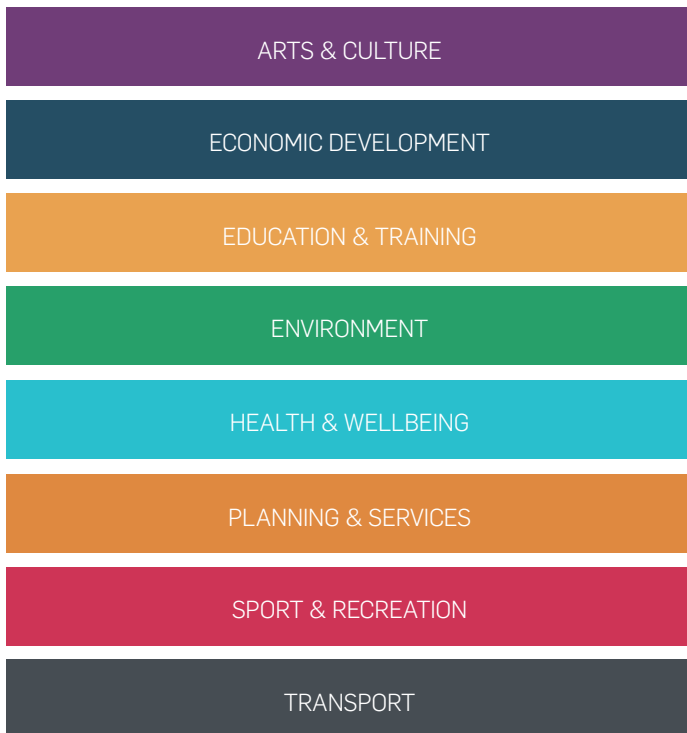 ARTS & CULTURE
ECONOMIC DEVELOPMENT
EDUCATION & TRAINING
ENVIRONMENT
HEALTH & WELLBEING
PLANNING & SERVICES
SPORT & RECREATION
TRANSPORT